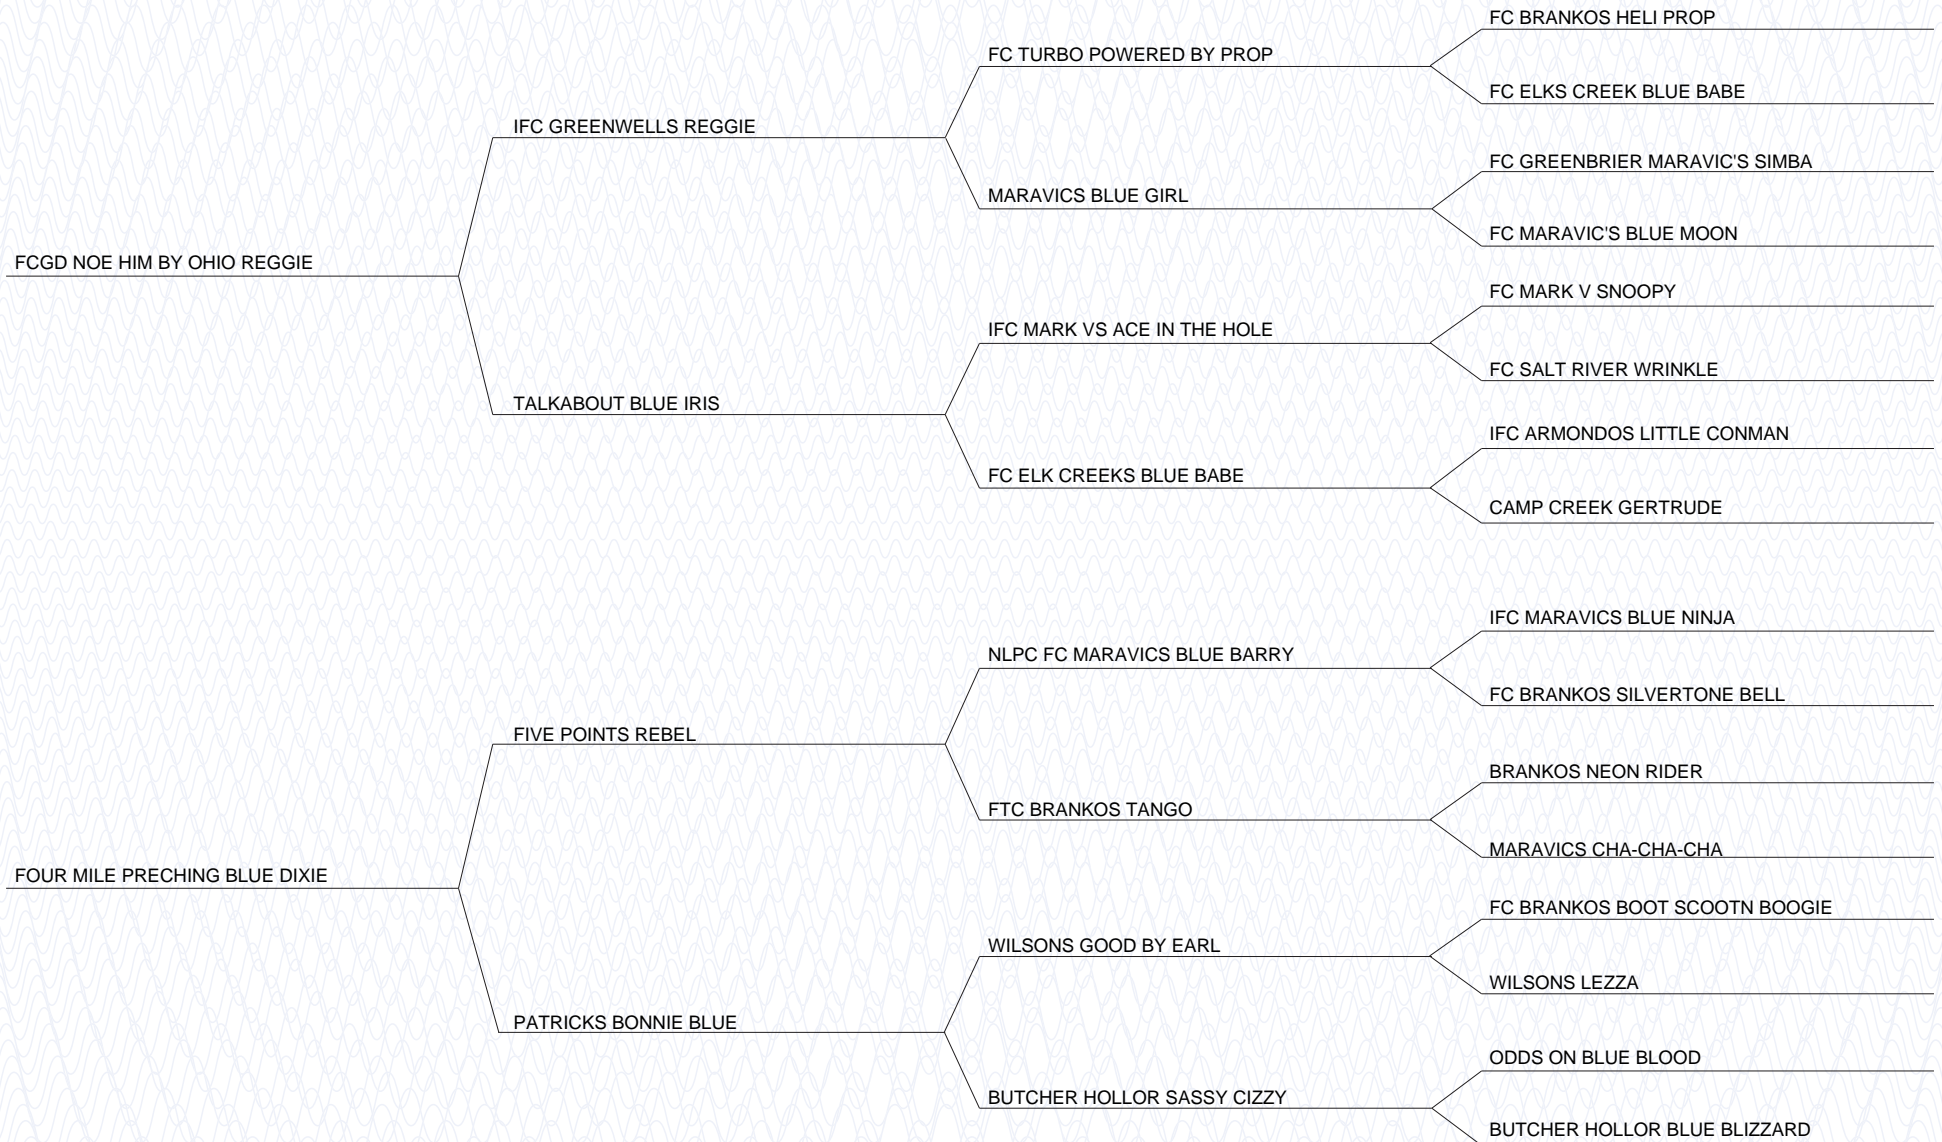 FC BRANKOS HELI PROP
FC TURBO POWERED BY PROP
FC ELKS CREEK BLUE BABE
IFC GREENWELLS REGGIE
FC GREENBRIER MARAVIC'S SIMBA
MARAVICS BLUE GIRL
FC MARAVIC'S BLUE MOON
FCGD NOE HIM BY OHIO REGGIE
FC MARK V SNOOPY
IFC MARK VS ACE IN THE HOLE
FC SALT RIVER WRINKLE
TALKABOUT BLUE IRIS
IFC ARMONDOS LITTLE CONMAN
FC ELK CREEKS BLUE BABE
CAMP CREEK GERTRUDE
IFC MARAVICS BLUE NINJA
NLPC FC MARAVICS BLUE BARRY
FC BRANKOS SILVERTONE BELL
FIVE POINTS REBEL
BRANKOS NEON RIDER
FTC BRANKOS TANGO
MARAVICS CHA-CHA-CHA
FOUR MILE PRECHING BLUE DIXIE
FC BRANKOS BOOT SCOOTN BOOGIE
WILSONS GOOD BY EARL
WILSONS LEZZA
PATRICKS BONNIE BLUE
ODDS ON BLUE BLOOD
BUTCHER HOLLOR SASSY CIZZY
BUTCHER HOLLOR BLUE BLIZZARD